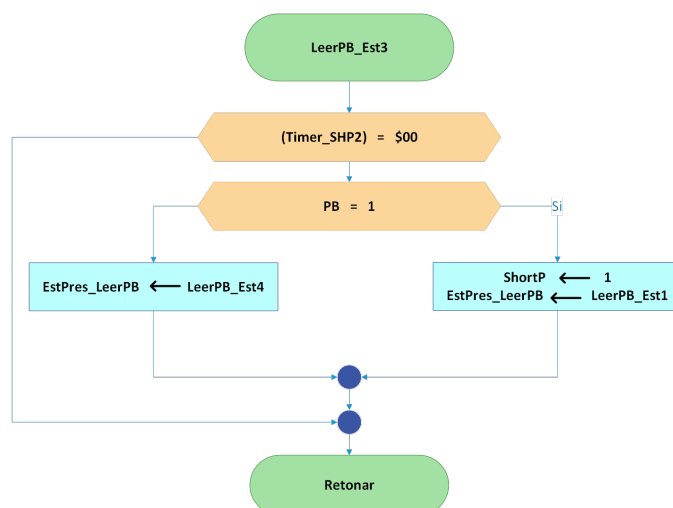 LeerPB_Est3
(Timer_SHP2) = $00
PB = 1
Si
EstPres_LeerPB ← LeerPB_Est4
ShortP ← 1
EstPres_LeerPB ← LeerPB_Est1
Retonar